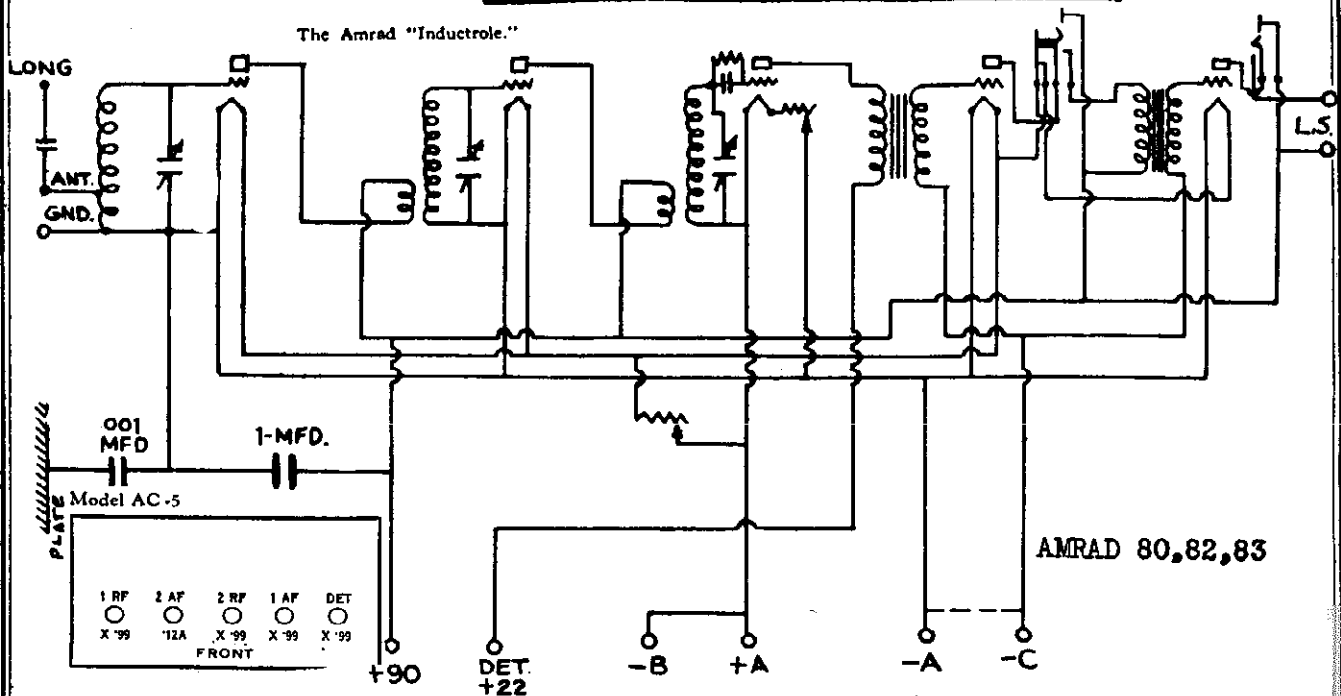 The Amrad "Inductrole."
LONG
ANT.
GND.
L.S.
.001
MFD
1-MFD.
PLATE
Model AC-5
1 RF 2 AF 2 RF 1 AF DET
X '99 '12A X '99 X '99 X '99
FRONT
+90
DET.
+22
-B
+A
-A
-C
AMRAD 80,82,83